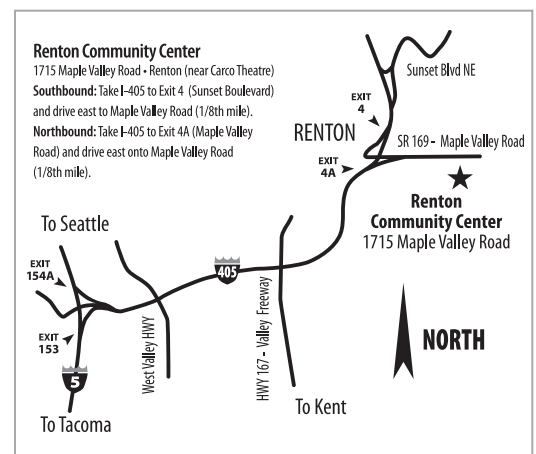 Renton Community Center
1715 Maple Valley Road • Renton (near Carco Theatre)
Southbound: Take I-405 to Exit 4 (Sunset Boulevard)
and drive east to Maple Valley Road (1/8th mile).
Northbound: Take I-405 to Exit 4A (Maple Valley
Road) and drive east onto Maple Valley Road
(1/8th mile).
Sunset Blvd NE
EXIT
4
RENTON
SR 169 - Maple Valley Road
EXIT
4A
Renton
Community Center
1715 Maple Valley Road
To Seattle
EXIT
154A
405
EXIT
153
West Valley HWY
HWY 167 - Valley Freeway
NORTH
5
To Kent
To Tacoma